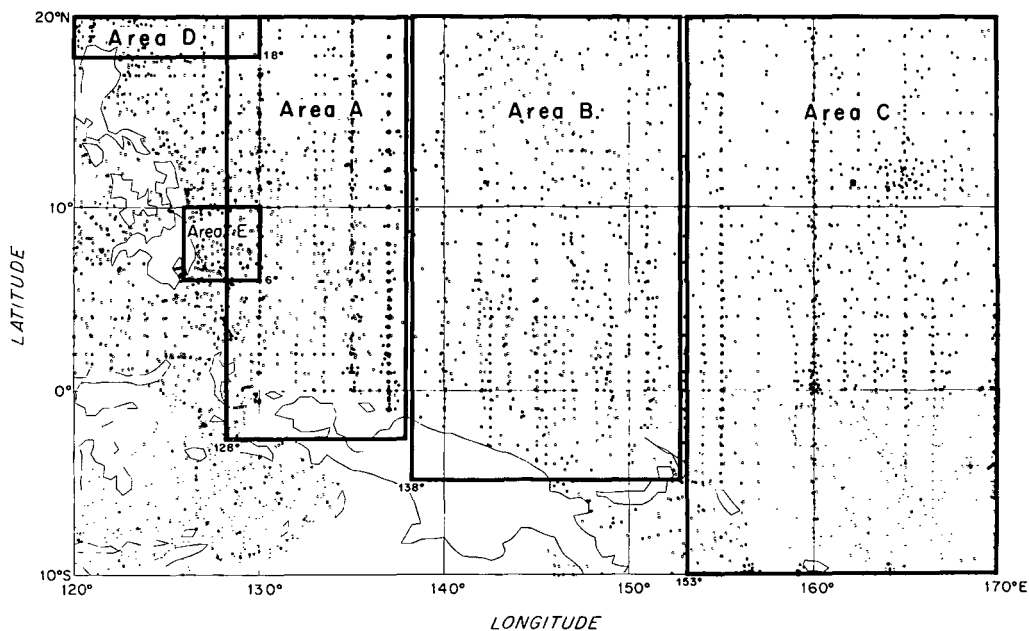 20°N
Area D
18°
Area A
Area B.
Area C
10°
Area E
6°
LATITUDE
0°
128°
138°
10°S
120°
130°
140°
150°
153°
160°
170°E
LONGITUDE